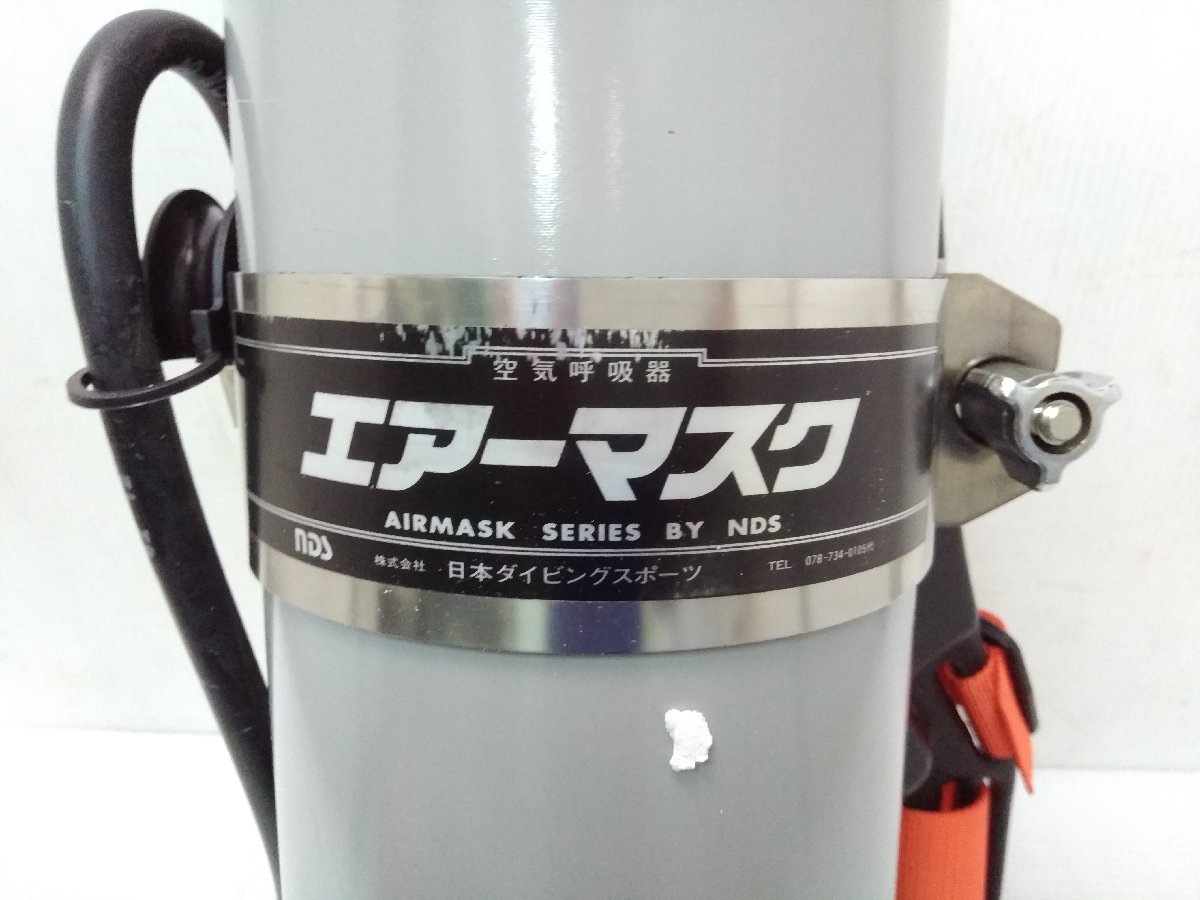 空気呼吸器
エアーマスク
AIRMASK SERIES BY NDS
NDS 株式会社 日本ダイビングスポーツ TEL 078-734-0105代